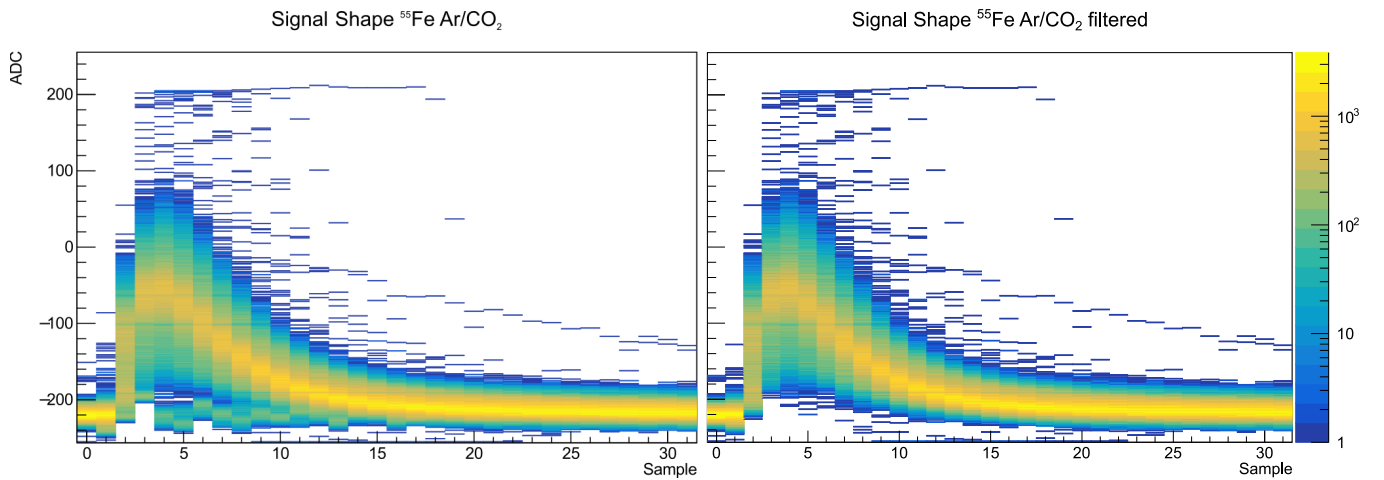 Signal Shape ⁵⁵Fe Ar/CO₂
Signal Shape ⁵⁵Fe Ar/CO₂ filtered
ADC
200
100
0
−100
−200
0 5 10 15 20 25 30
Sample
0 5 10 15 20 25 30
Sample
10³
10²
10
1